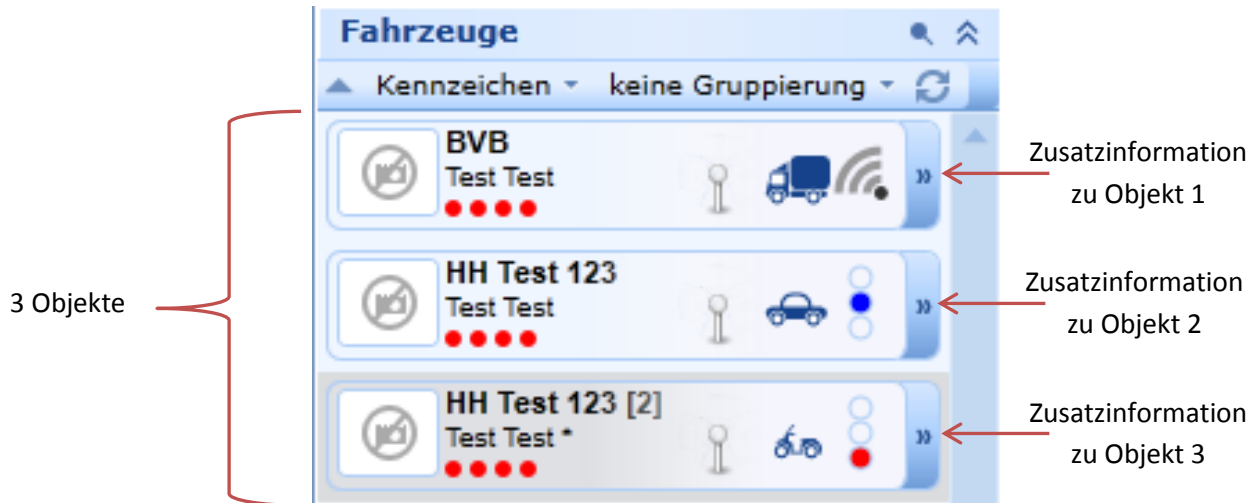 Fahrzeuge
Kennzeichen keine Gruppierung
3 Objekte
BVB
Test Test
Zusatzinformation
zu Objekt 1
HH Test 123
Test Test
Zusatzinformation
zu Objekt 2
HH Test 123 [2]
Test Test *
Zusatzinformation
zu Objekt 3